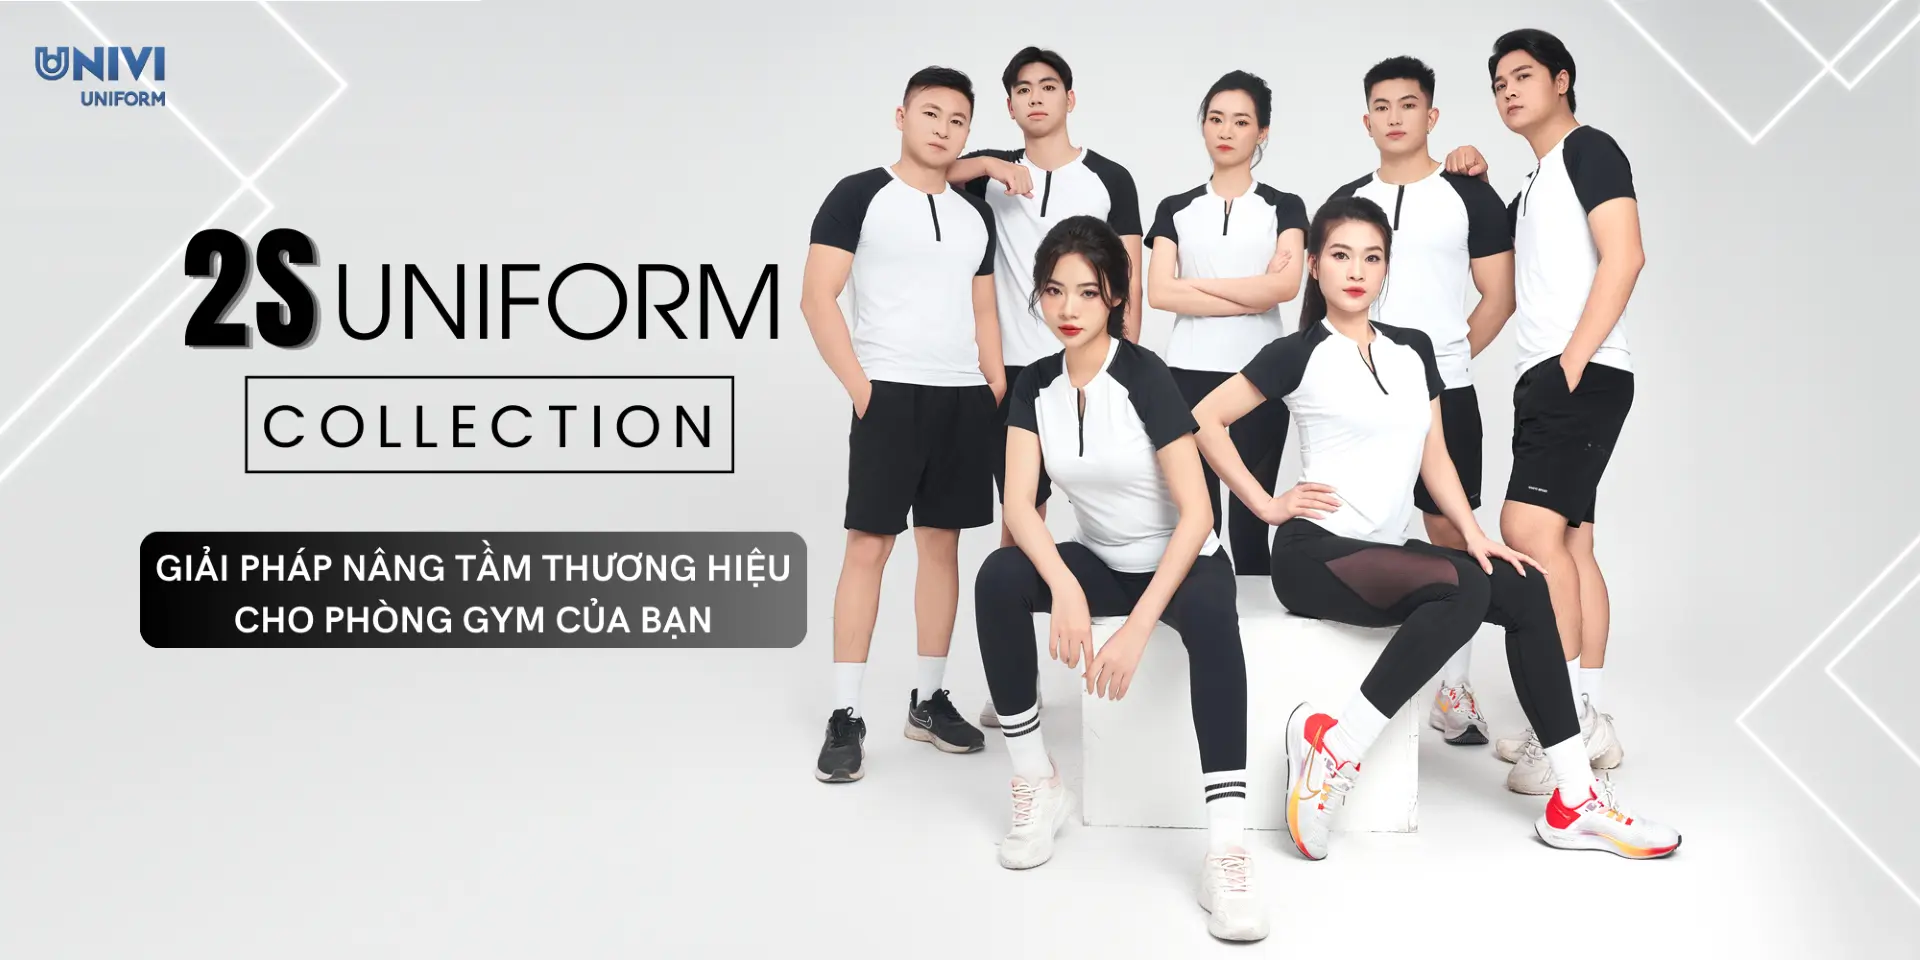 UNIVI
UNIFORM
2S UNIFORM
COLLECTION
GIẢI PHÁP NÂNG TẦM THƯƠNG HIỆU
CHO PHÒNG GYM CỦA BẠN